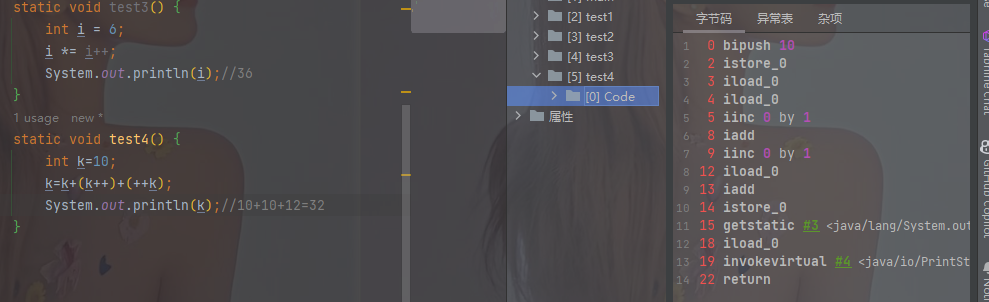 static void test3() {
int i = 6;
i *= i++;
System.out.println(i);//36
}
1 usage new *
static void test4() {
int k=10;
k=k+(k++)+(++k);
System.out.println(k);//10+10+12=32
}
[2] test1
[3] test2
[4] test3
[5] test4
[0] Code
属性
字节码 异常表 杂项
1 0 bipush 10
2 2 istore_0
3 3 iload_0
4 4 iload_0
5 5 iinc 0 by 1
6 8 iadd
7 9 iinc 0 by 1
8 12 iload_0
9 13 iadd
10 14 istore_0
11 15 getstatic #3 <java/lang/System.out
12 18 iload_0
13 19 invokevirtual #4 <java/io/PrintSt
14 22 return
GitHub Copilot